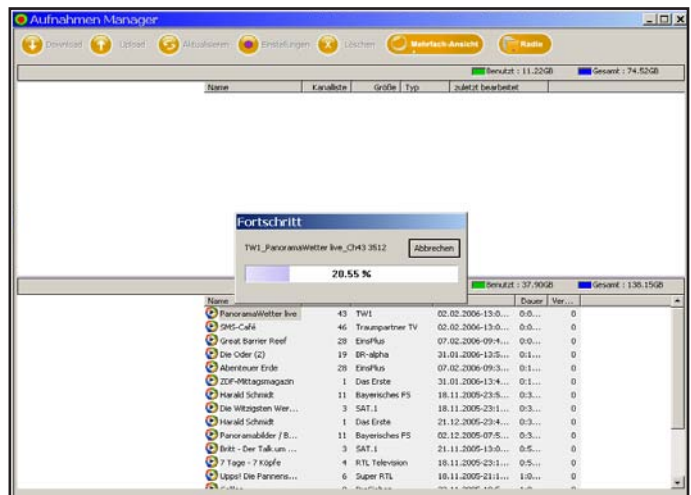 Aufnahmen Manager
Download Upload Aktualisieren Einstellungen Löschen Mehrfach-Ansicht Radio
Benutzt : 11.22GB Gesamt : 74.52GB
Name Kanalliste Größe Typ zuletzt bearbeitet
Fortschritt
TW1_PanoramaWetter live_Ch43 3512 Abbrechen
20.55 %
Benutzt : 37.90GB Gesamt : 136.15GB
Name Dauer Ver...
PanoramaWetter live 43 TW1 02.02.2006-13:0... 0:0... 0
SMS-Café 46 Traumpartner TV 02.02.2006-13:0... 0:0... 0
Great Barrier Reef 28 EinsPlus 07.02.2006-09:4... 0:0... 0
Die Oder (2) 19 BR-alpha 31.01.2006-13:5... 0:1... 0
Abenteuer Erde 28 EinsPlus 07.02.2006-09:3... 0:1... 0
ZDF-Mittagsmagazin 1 Das Erste 31.01.2006-13:4... 0:1... 0
Harald Schmidt 11 Bayerisches FS 18.11.2005-23:5... 0:3... 0
Die Witzigsten Wer... 3 SAT.1 18.11.2005-23:1... 0:3... 0
Harald Schmidt 1 Das Erste 21.12.2005-23:4... 0:3... 0
Panoramabilder / B... 11 Bayerisches FS 02.12.2005-07:5... 0:3... 0
Britt - Der Talk um ... 3 SAT.1 21.11.2005-13:0... 0:5... 0
7 Tage - 7 Köpfe 4 RTL Television 18.11.2005-23:1... 0:5... 0
Upps! Die Pannens... 6 Super RTL 18.11.2005-21:1... 1:0... 0